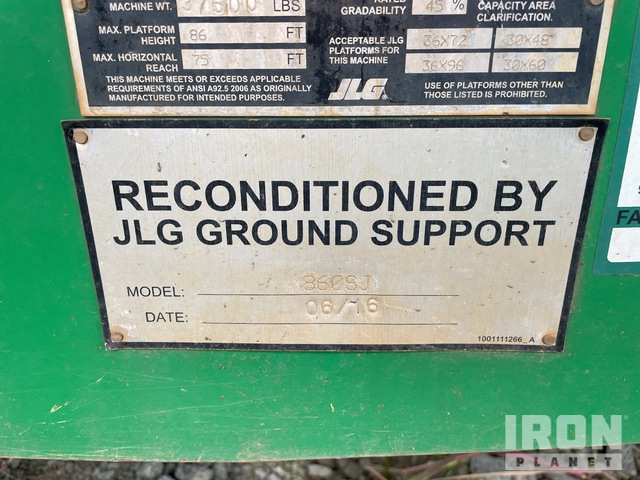 MACHINE WT. 37500 LBS
RATED
GRADABILITY 45 %
CAPACITY AREA
CLARIFICATION.
MAX. PLATFORM
HEIGHT 86 FT
MAX. HORIZONTAL
REACH 75 FT
ACCEPTABLE JLG
PLATFORMS FOR
THIS MACHINE
36X72 30X48
36X96 30X60
THIS MACHINE MEETS OR EXCEEDS APPLICABLE
REQUIREMENTS OF ANSI A92.5 2006 AS ORIGINALLY
MANUFACTURED FOR INTENDED PURPOSES.
JLG
USE OF PLATFORMS OTHER THAN
THOSE LISTED IS PROHIBITED.
RECONDITIONED BY
JLG GROUND SUPPORT
MODEL: 860SJ
DATE: 06/16
1001111266_A
FA
IRON
PLANET